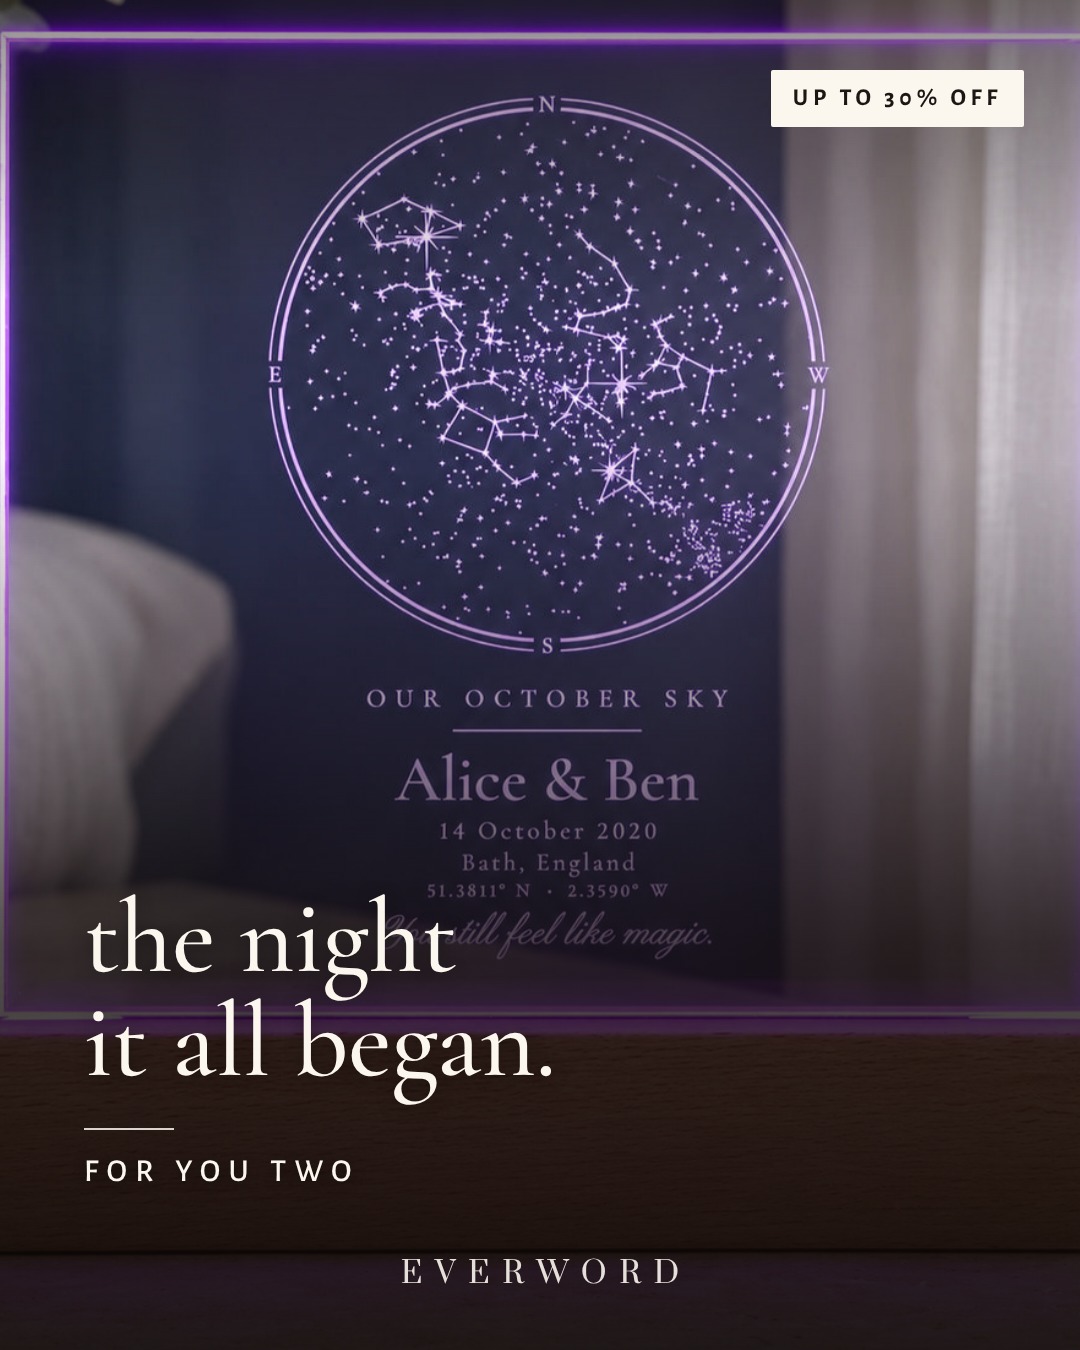 UP TO 30% OFF
N
E
W
S
OUR OCTOBER SKY
Alice & Ben
14 October 2020
Bath, England
51.3811° N · 2.3590° W
You still feel like magic.
the night
it all began.
FOR YOU TWO
EVERWORD